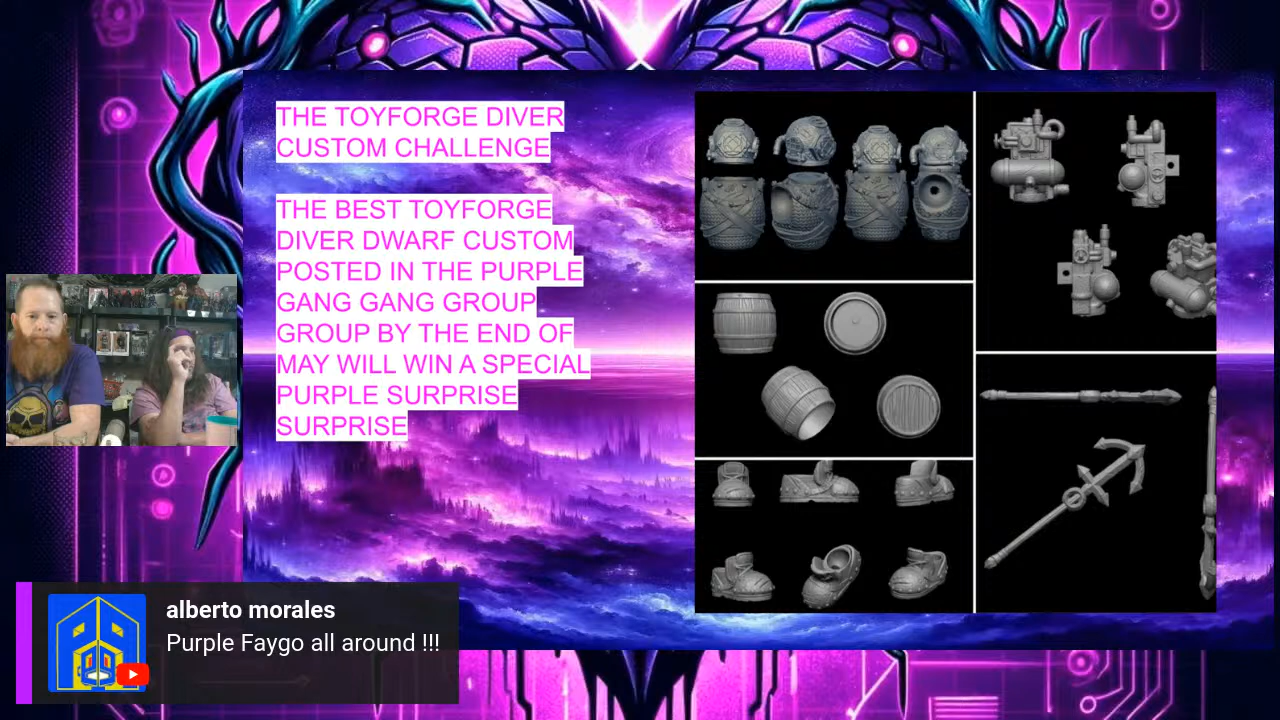 THE TOYFORGE DIVER
CUSTOM CHALLENGE
THE BEST TOYFORGE
DIVER DWARF CUSTOM
POSTED IN THE PURPLE
GANG GANG GROUP
GROUP BY THE END OF
MAY WILL WIN A SPECIAL
PURPLE SURPRISE
SURPRISE
alberto morales
Purple Faygo all around !!!